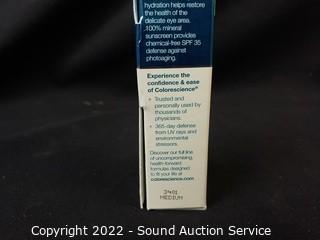 hydration helps restore
the health of the
delicate eye area.
100% mineral
sunscreen provides
chemical-free SPF 35
defense against
photoaging.
Experience the
confidence & ease
of Colorescience®
• Trusted and
personally used by
thousands of
physicians.
• 365-day defense
from UV rays and
environmental
stressors.
Discover our full line
of uncompromising,
health-forward
formulas designed
to fit your life at
colorescience.com
2401
MEDIUM
Copyright 2022 - Sound Auction Service